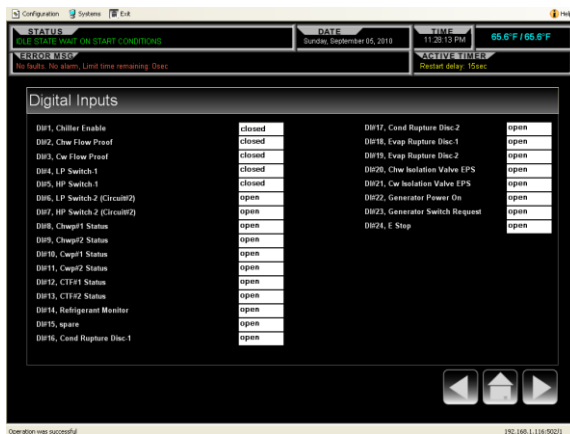 Configuration Systems Exit Help
STATUS
IDLE STATE WAIT ON START CONDITIONS
DATE
Sunday, September 05, 2010
TIME
11:28:13 PM
65.6°F / 65.6°F
ERROR MSG
No faults. No alarm, Limit time remaining: 0sec
ACTIVE TIMER
Restart delay: 15sec
Digital Inputs
DI#1, Chiller Enable closed
DI#2, Chw Flow Proof closed
DI#3, Cw Flow Proof closed
DI#4, LP Switch-1 closed
DI#5, HP Switch-1 closed
DI#6, LP Switch-2 (Circuit#2) open
DI#7, HP Switch-2 (Circuit#2) open
DI#8, Chwp#1 Status open
DI#9, Chwp#2 Status open
DI#10, Cwp#1 Status open
DI#11, Cwp#2 Status open
DI#12, CTF#1 Status open
DI#13, CTF#2 Status open
DI#14, Refrigerant Monitor open
DI#15, spare open
DI#16, Cond Rupture Disc-1 open
DI#17, Cond Rupture Disc-2 open
DI#18, Evap Rupture Disc-1 open
DI#19, Evap Rupture Disc-2 open
DI#20, Chw Isolation Valve EPS open
DI#21, Cw Isolation Valve EPS open
DI#22, Generator Power On open
DI#23, Generator Switch Request open
DI#24, E Stop open
Operation was successful 192.168.1.116:502/1